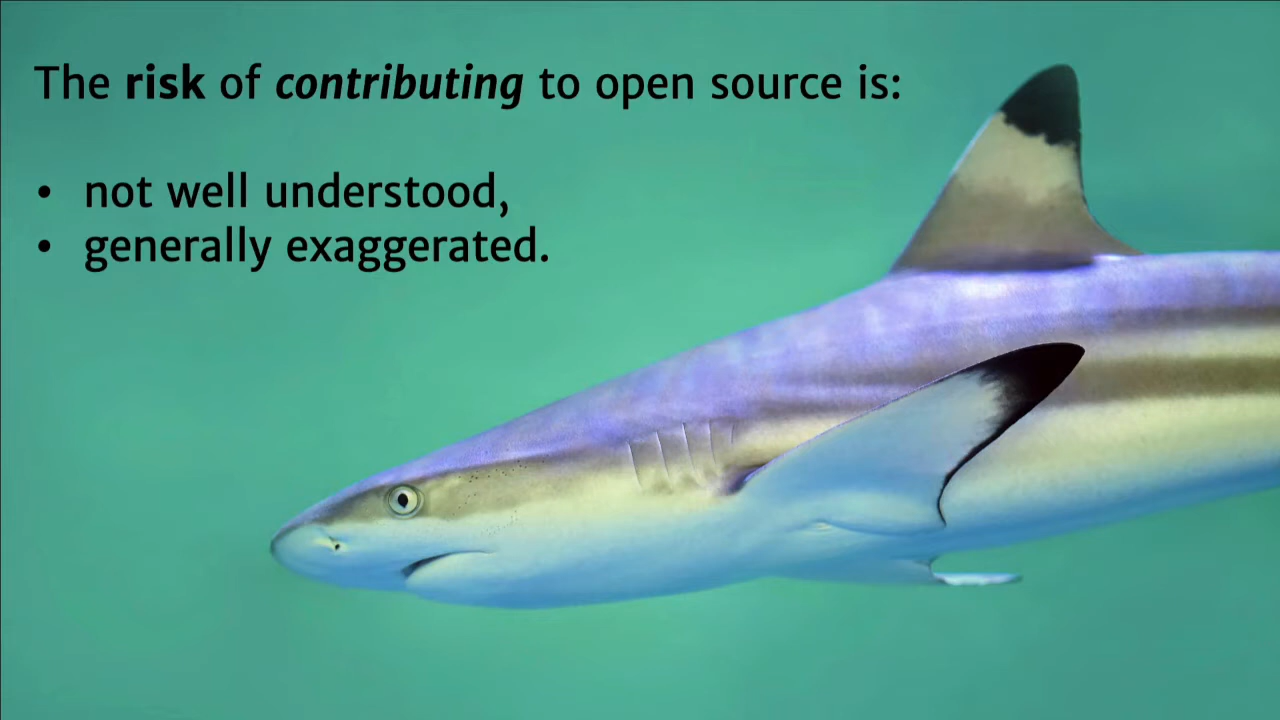 The risk of contributing to open source is:
• not well understood,
• generally exaggerated.